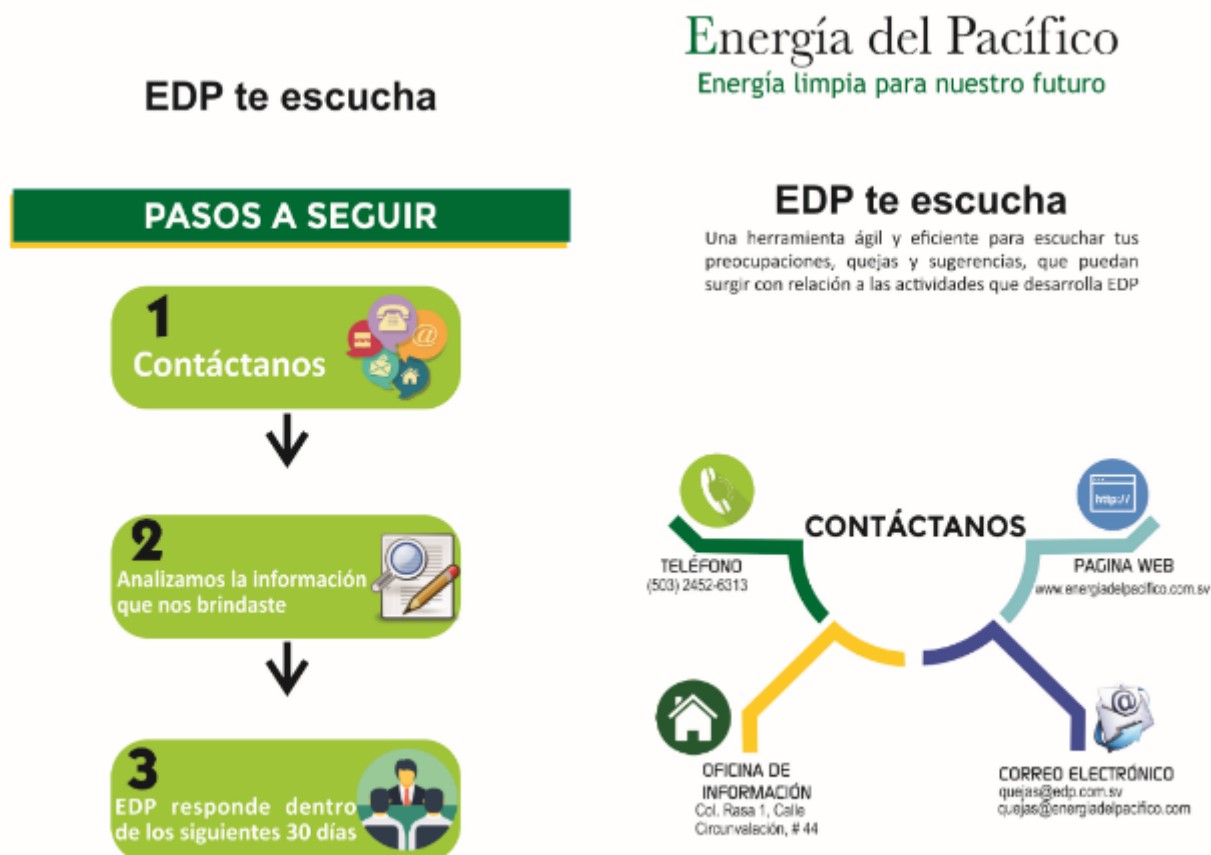 EDP te escucha
PASOS A SEGUIR
1
Contáctanos
2
Analizamos la información
que nos brindaste
3
EDP responde dentro
de los siguientes 30 días
Energía del Pacífico
Energía limpia para nuestro futuro
EDP te escucha
Una herramienta ágil y eficiente para escuchar tus
preocupaciones, quejas y sugerencias, que puedan
surgir con relación a las actividades que desarrolla EDP
CONTÁCTANOS
TELÉFONO
(503) 2452-6313
http://
PAGINA WEB
www.energiadelpacifico.com.sv
OFICINA DE
INFORMACIÓN
Col. Rasa 1, Calle
Circunvalación, # 44
CORREO ELECTRÓNICO
quejas@edp.com.sv
quejas@energiadelpacifico.com